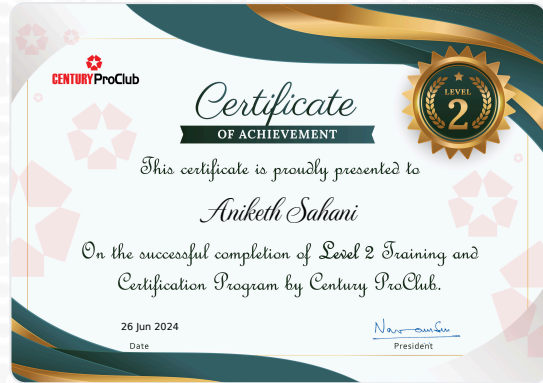 CENTURY ProClub
Certificate
OF ACHIEVEMENT
LEVEL
2
This certificate is proudly presented to
Aniketh Sahani
On the successful completion of Level 2 Training and
Certification Program by Century ProClub.
26 Jun 2024
Date
President